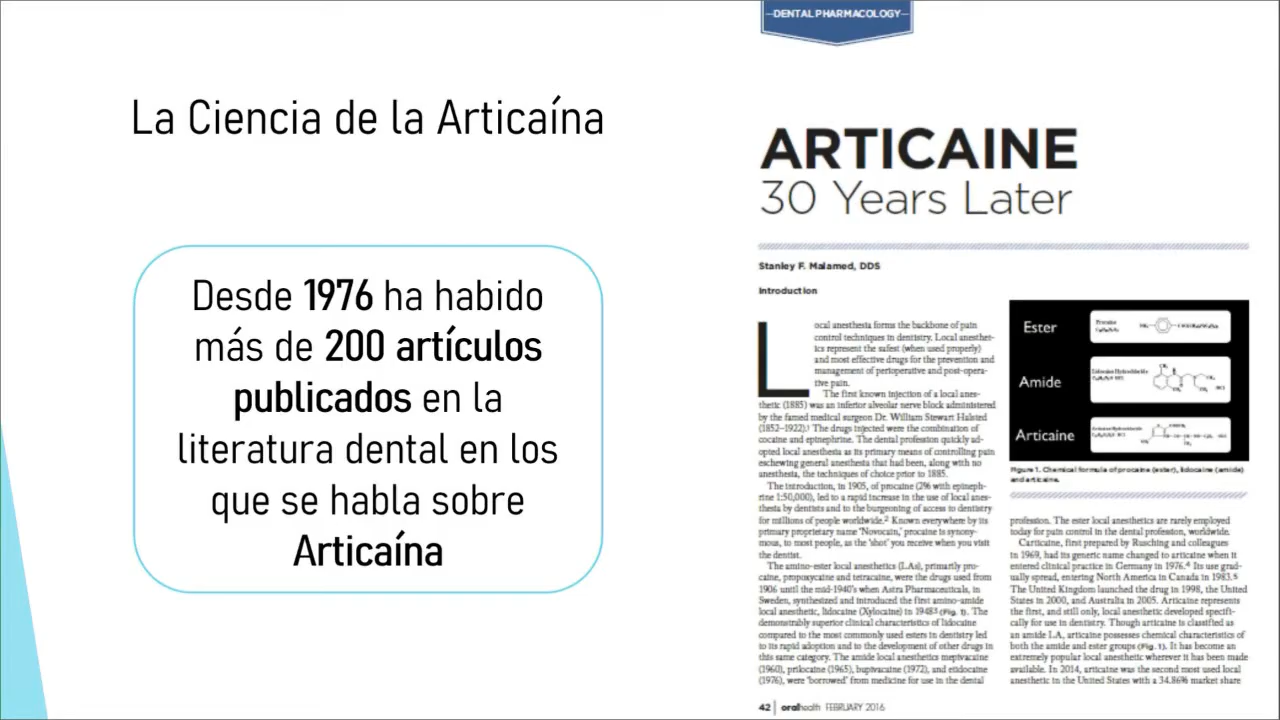 La Ciencia de la Articaína
Desde 1976 ha habido
más de 200 artículos
publicados en la
literatura dental en los
que se habla sobre
Articaína
DENTAL PHARMACOLOGY
ARTICAINE
30 Years Later
Stanley F. Malamed, DDS
Introduction
Local anesthesia forms the backbone of pain
control techniques in dentistry. Local anesthet-
ics represent the safest (when used properly)
and most effective drugs for the prevention and
management of perioperative and post-opera-
tive pain.
The first known injection of a local anes-
thetic (1885) was an inferior alveolar nerve block administered
by the famed medical surgeon Dr. William Stewart Halsted
(1852–1922).1 The drugs injected were the combination of
cocaine and epinephrine. The dental profession quickly ad-
opted local anesthesia as its primary means of controlling pain
eschewing general anesthesia that had been, along with no
anesthesia, the techniques of choice prior to 1885.
The introduction, in 1905, of procaine (2% with epineph-
rine 1:50,000), led to a rapid increase in the use of local anes-
thesia by dentists and to the burgeoning of access to dentistry
for millions of people worldwide.2 Known everywhere by its
primary proprietary name 'Novocain,' procaine is synony-
mous, to most people, as the 'shot' you receive when you visit
the dentist.
The amino-ester local anesthetics (LAs), primarily pro-
caine, propoxycaine and tetracaine, were the drugs used from
1906 until the mid-1940's when Astra Pharmaceuticals, in
Sweden, synthesized and introduced the first amino-amide
local anesthetic, lidocaine (Xylocaine) in 19483 (Fig. 1). The
demonstrably superior clinical characteristics of lidocaine
compared to the most commonly used esters in dentistry led
to its rapid adoption and to the development of other drugs in
this same category. The amide local anesthetics mepivacaine
(1960), prilocaine (1965), bupivacaine (1972), and etidocaine
(1976), were 'borrowed' from medicine for use in the dental
Ester
Procaine
Amide
Lidocaine Hydrochloride
Articaine
Articaine Hydrochloride
Figure 1. Chemical formula of procaine (ester), lidocaine (amide)
and articaine.
profession. The ester local anesthetics are rarely employed
today for pain control in the dental profession, worldwide.
Carticaine, first prepared by Rusching and colleagues
in 1969, had its generic name changed to articaine when it
entered clinical practice in Germany in 1976.4 Its use grad-
ually spread, entering North America in Canada in 1983.5
The United Kingdom launched the drug in 1998, the United
States in 2000, and Australia in 2005. Articaine represents
the first, and still only, local anesthetic developed specifi-
cally for use in dentistry. Though articaine is classified as
an amide LA, articaine possesses chemical characteristics of
both the amide and ester groups (Fig. 1). It has become an
extremely popular local anesthetic wherever it has been made
available. In 2014, articaine was the second most used local
anesthetic in the United States with a 34.86% market share
42 oralhealth FEBRUARY 2016